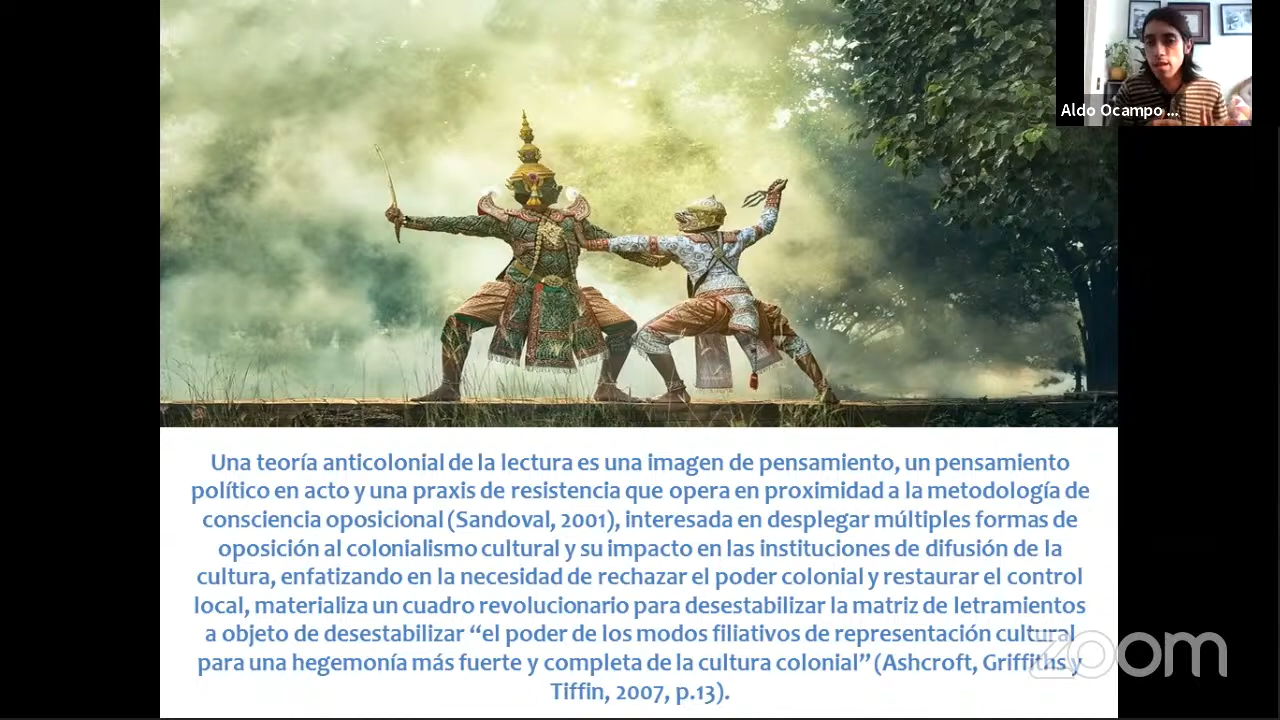 Aldo Ocampo ...
Una teoría anticolonial de la lectura es una imagen de pensamiento, un pensamiento
político en acto y una praxis de resistencia que opera en proximidad a la metodología de
consciencia oposicional (Sandoval, 2001), interesada en desplegar múltiples formas de
oposición al colonialismo cultural y su impacto en las instituciones de difusión de la
cultura, enfatizando en la necesidad de rechazar el poder colonial y restaurar el control
local, materializa un cuadro revolucionario para desestabilizar la matriz de letramientos
a objeto de desestabilizar “el poder de los modos filiativos de representación cultural
para una hegemonía más fuerte y completa de la cultura colonial” (Ashcroft, Griffiths y
Tiffin, 2007, p.13).
zoom